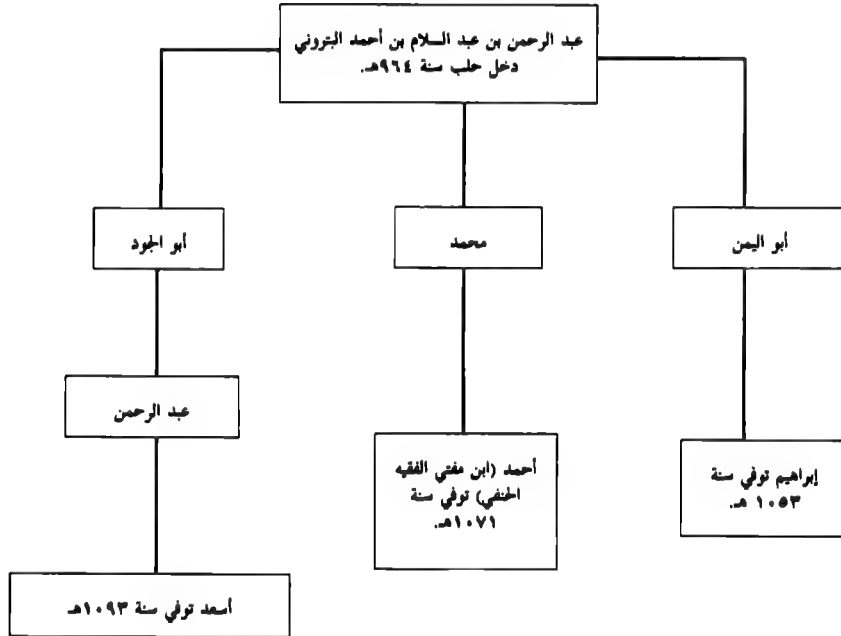 عبد الرحمن بن عبد السلام بن أحمد البتروني
دخل حلب سنة ٩٦٤هـ.
أبو اليمن
محمد
أبو الجود
عبد الرحمن
إبراهيم توفي سنة
١٠٥٣ هـ.
أحمد (ابن مفتي الفقيه
الحنفي) توفي سنة
١٠٧١هـ.
أسعد توفي سنة ١٠٩٣هـ